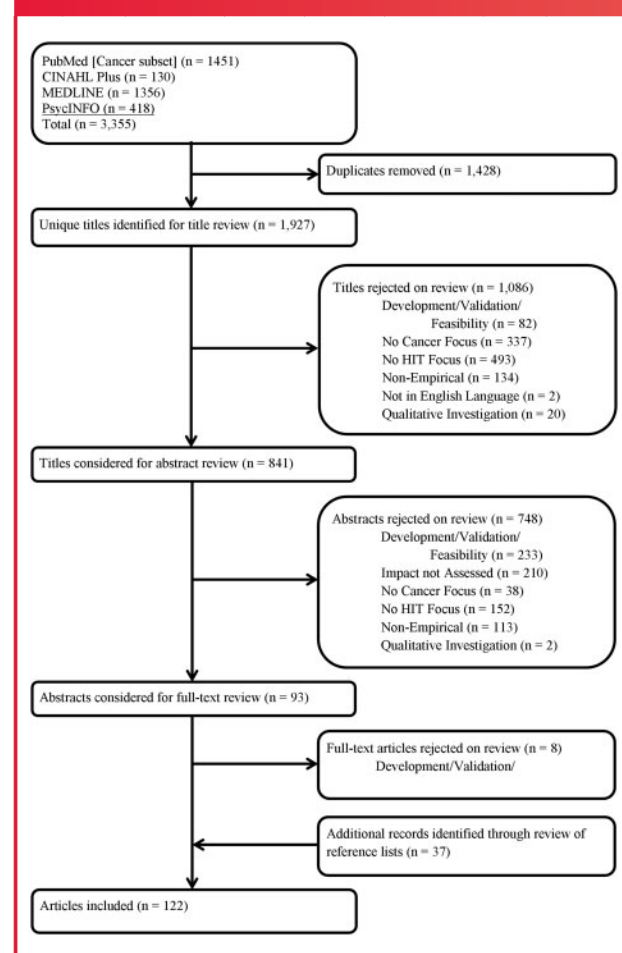 PubMed [Cancer subset] (n = 1451)
CINAHL Plus (n = 130)
MEDLINE (n = 1356)
PsycINFO (n = 418)
Total (n = 3,355)
Duplicates removed (n = 1,428)
Unique titles identified for title review (n = 1,927)
Titles rejected on review (n = 1,086)
Development/Validation/
Feasibility (n = 82)
No Cancer Focus (n = 337)
No HIT Focus (n = 493)
Non-Empirical (n = 134)
Not in English Language (n = 2)
Qualitative Investigation (n = 20)
Titles considered for abstract review (n = 841)
Abstracts rejected on review (n = 748)
Development/Validation/
Feasibility (n = 233)
Impact not Assessed (n = 210)
No Cancer Focus (n = 38)
No HIT Focus (n = 152)
Non-Empirical (n = 113)
Qualitative Investigation (n = 2)
Abstracts considered for full-text review (n = 93)
Full-text articles rejected on review (n = 8)
Development/Validation/
Additional records identified through review of
reference lists (n = 37)
Articles included (n = 122)